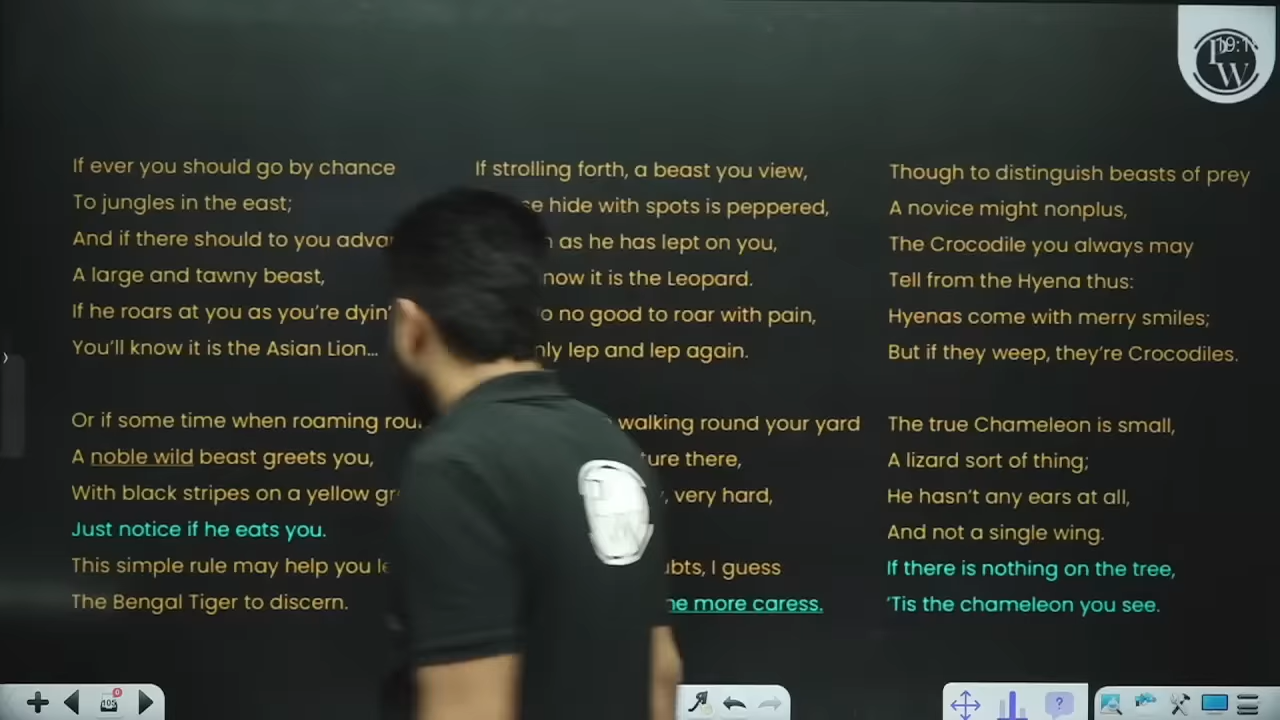 If ever you should go by chance
To jungles in the east;
And if there should to you
A large and tawny beast,
If he roars at you as you're dyin'
You'll know it is the Asian Lion...
Or if some time when roaming
A noble wild beast greets you,
With black stripes on a yellow
Just notice if he eats you.
This simple rule may help you
The Bengal Tiger to discern.
If strolling forth, a beast you view,
hide with spots is peppered,
as he has lept on you,
it is the Leopard.
no good to roar with pain,
lep and lep again.
walking round your yard
there,
very hard,
I guess
more caress.
Though to distinguish beasts of prey
A novice might nonplus,
The Crocodile you always may
Tell from the Hyena thus:
Hyenas come with merry smiles;
But if they weep, they're Crocodiles.
The true Chameleon is small,
A lizard sort of thing;
He hasn't any ears at all,
And not a single wing.
If there is nothing on the tree,
'Tis the chameleon you see.